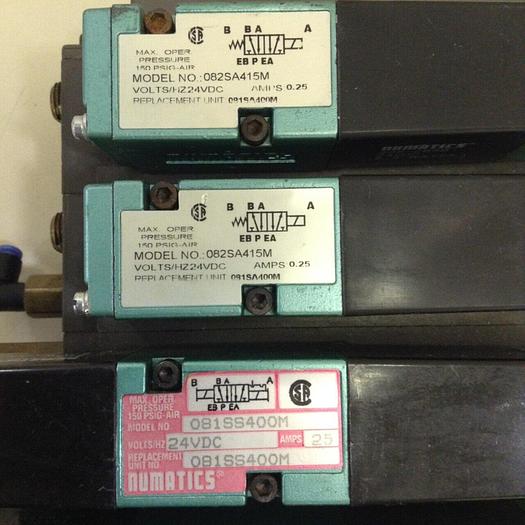 B BA A
MAX. OPER
PRESSURE
150 PSIG-AIR
EB P EA
MODEL NO.:082SA415M
VOLTS/HZ24VDC AMPS 0.25
REPLACEMENT UNIT 081SA400M
NUMATICS
NUMATICS
B BA A
MAX. OPER
PRESSURE
150 PSIG-AIR
EB P EA
MODEL NO.:082SA415M
VOLTS/HZ24VDC AMPS 0.25
REPLACEMENT UNIT 081SA400M
B BA A
MAX. OPER
PRESSURE
150 PSIG-AIR
EB P EA
MODEL NO 081SS400M
VOLTS/HZ 24VDC AMPS .25
REPLACEMENT
UNIT NO. 081SS400M
NUMATICS